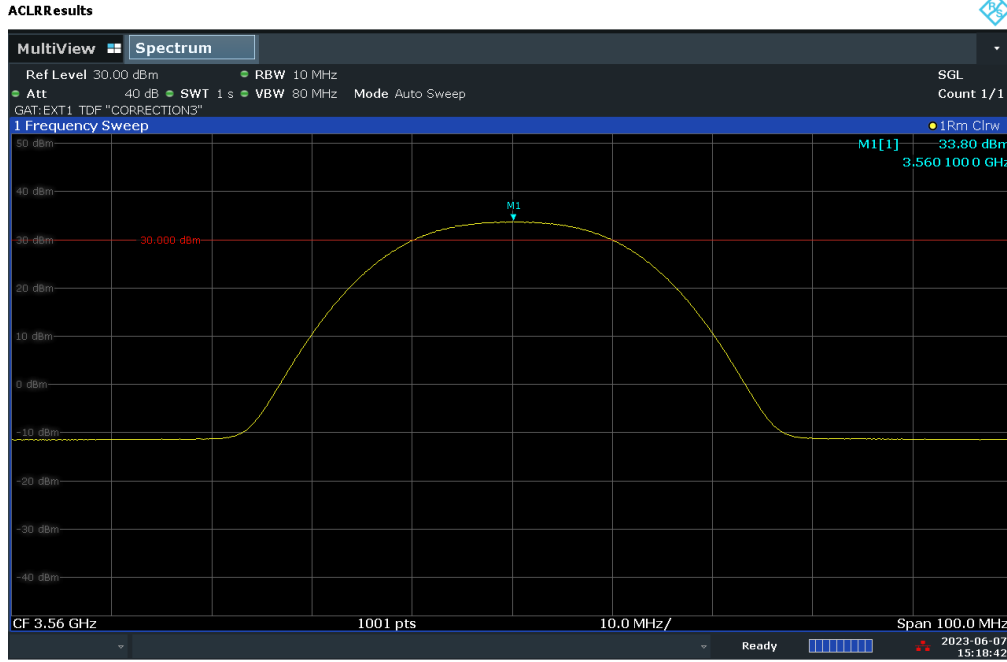 ACLRResults
MultiView Spectrum
Ref Level 30.00 dBm RBW 10 MHz SGL
Att 40 dB SWT 1 s VBW 80 MHz Mode Auto Sweep Count 1/1
GAT:EXT1 TDF "CORRECTION3"
1 Frequency Sweep 1Rm Clrw
50 dBm M1[1] 33.80 dBm
3.560 100 0 GHz
40 dBm
M1
30 dBm 30.000 dBm
20 dBm
10 dBm
0 dBm
-10 dBm
-20 dBm
-30 dBm
-40 dBm
CF 3.56 GHz 1001 pts 10.0 MHz/ Span 100.0 MHz
Ready 2023-06-07
15:18:42